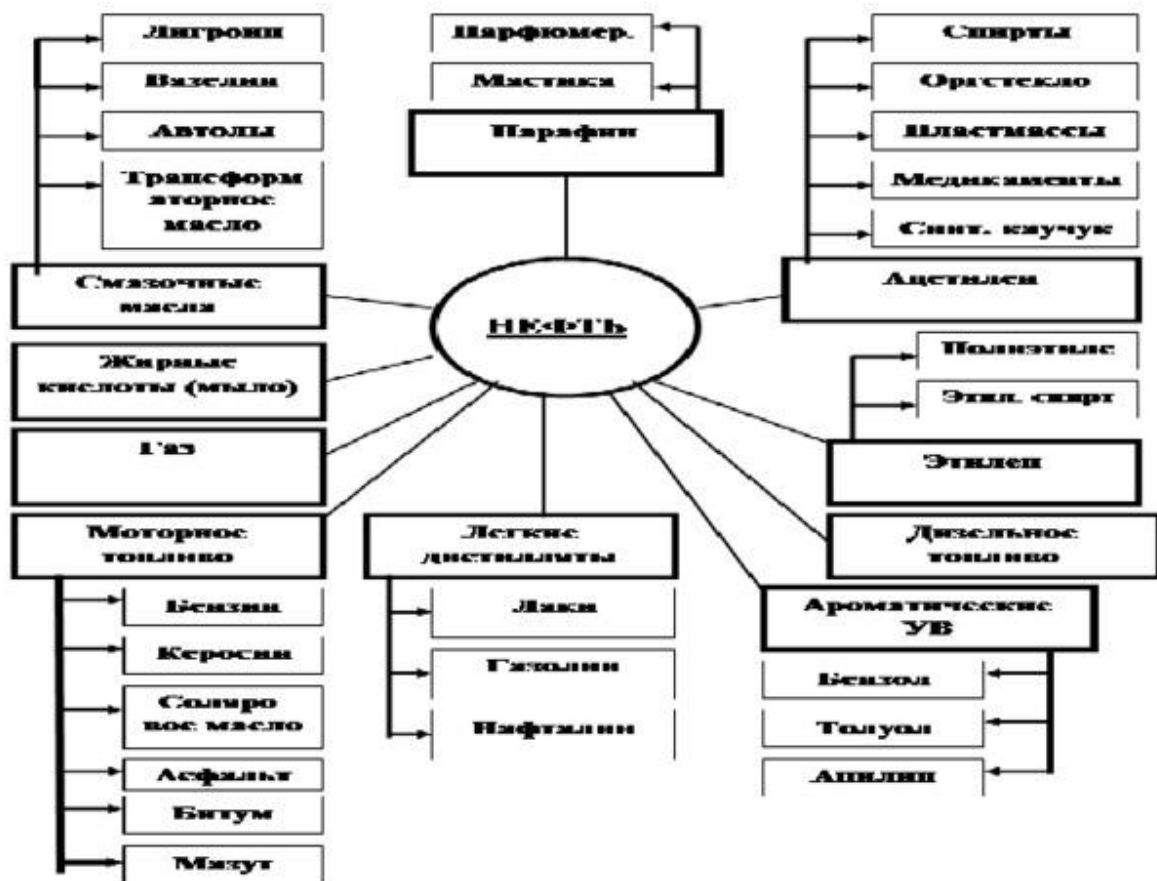 Лигроин
Вазелин
Автолы
Трансформ
аторное
масло
Смазочные
масла
Жирные
кислоты (мыло)
Газ
Моторное
топливо
Бензин
Керосин
Соляро
вое масло
Асфальт
Битум
Мазут
Парфюмер.
Мастика
Парафин
НЕФТЬ
Легкие
дистилляты
Лаки
Газолин
Нафталин
Спирты
Оргстекло
Пластмассы
Медикаменты
Синт. каучук
Ацетилен
Полиэтиле
Этил. спирт
Этилен
Дизельное
топливо
Ароматические
УВ
Бензол
Толуол
Анилин